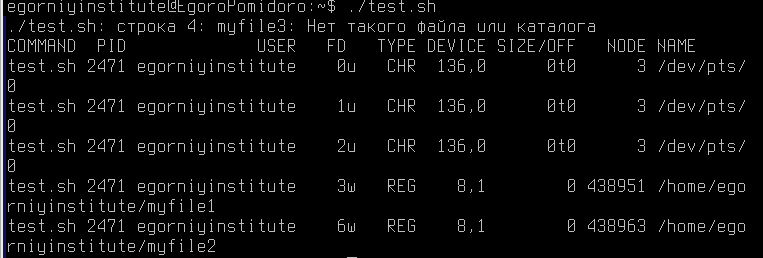 egorniyinstitute@EgoroPomidoro:~$ ./test.sh
./test.sh: строка 4: myfile3: Нет такого файла или каталога
COMMAND  PID             USER   FD   TYPE DEVICE SIZE/OFF   NODE NAME
test.sh 2471 egorniyinstitute    0u   CHR  136,0      0t0      3 /dev/pts/
0
test.sh 2471 egorniyinstitute    1u   CHR  136,0      0t0      3 /dev/pts/
0
test.sh 2471 egorniyinstitute    2u   CHR  136,0      0t0      3 /dev/pts/
0
test.sh 2471 egorniyinstitute    3w   REG    8,1        0 438951 /home/ego
rniyinstitute/myfile1
test.sh 2471 egorniyinstitute    6w   REG    8,1        0 438963 /home/ego
rniyinstitute/myfile2